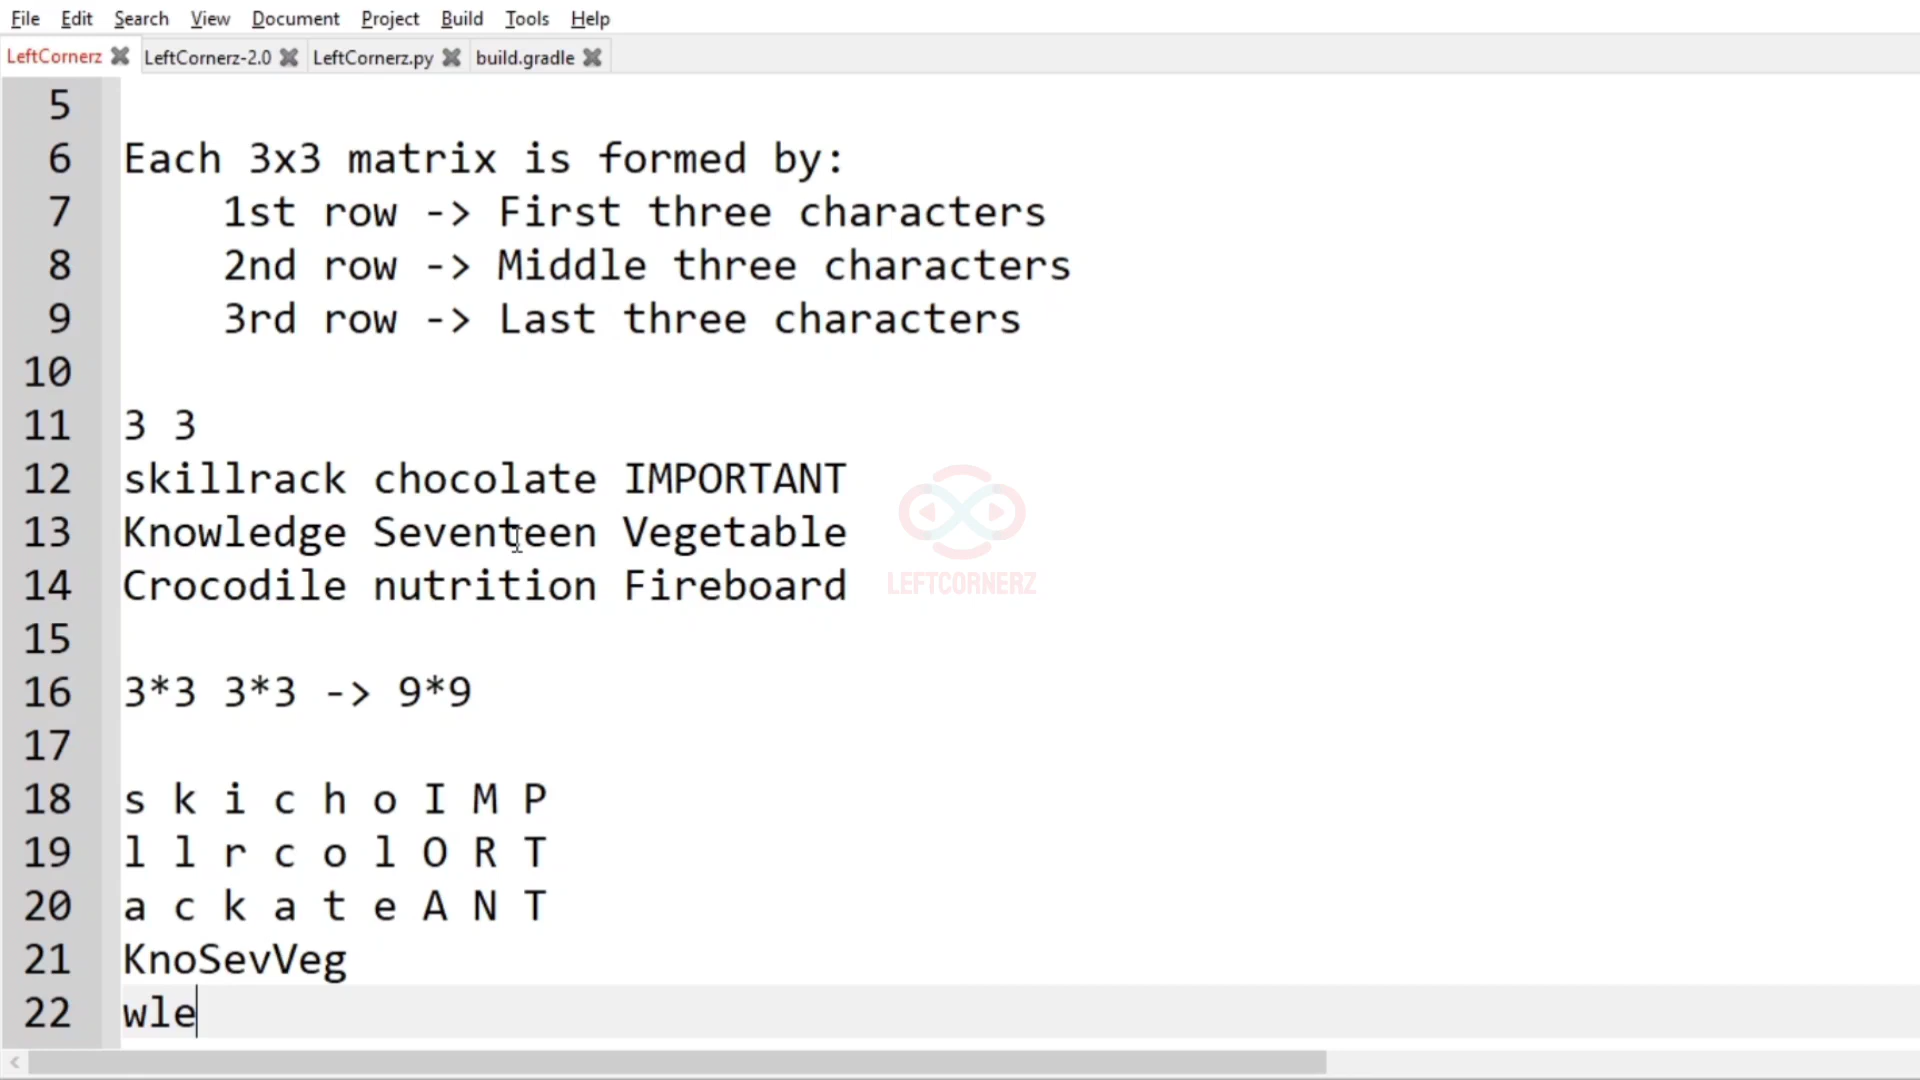 File Edit Search View Document Project Build Tools Help
LeftCornerz LeftCornerz-2.0 LeftCornerz.py build.gradle
5
6 Each 3x3 matrix is formed by:
7 1st row -> First three characters
8 2nd row -> Middle three characters
9 3rd row -> Last three characters
10
11 3 3
12 skillrack chocolate IMPORTANT
13 Knowledge Seventeen Vegetable
14 Crocodile nutrition Fireboard
15
16 3*3 3*3 -> 9*9
17
18 s k i c h o I M P
19 l l r c o l O R T
20 a c k a t e A N T
21 KnoSevVeg
22 wle
LEFTCORNERZ